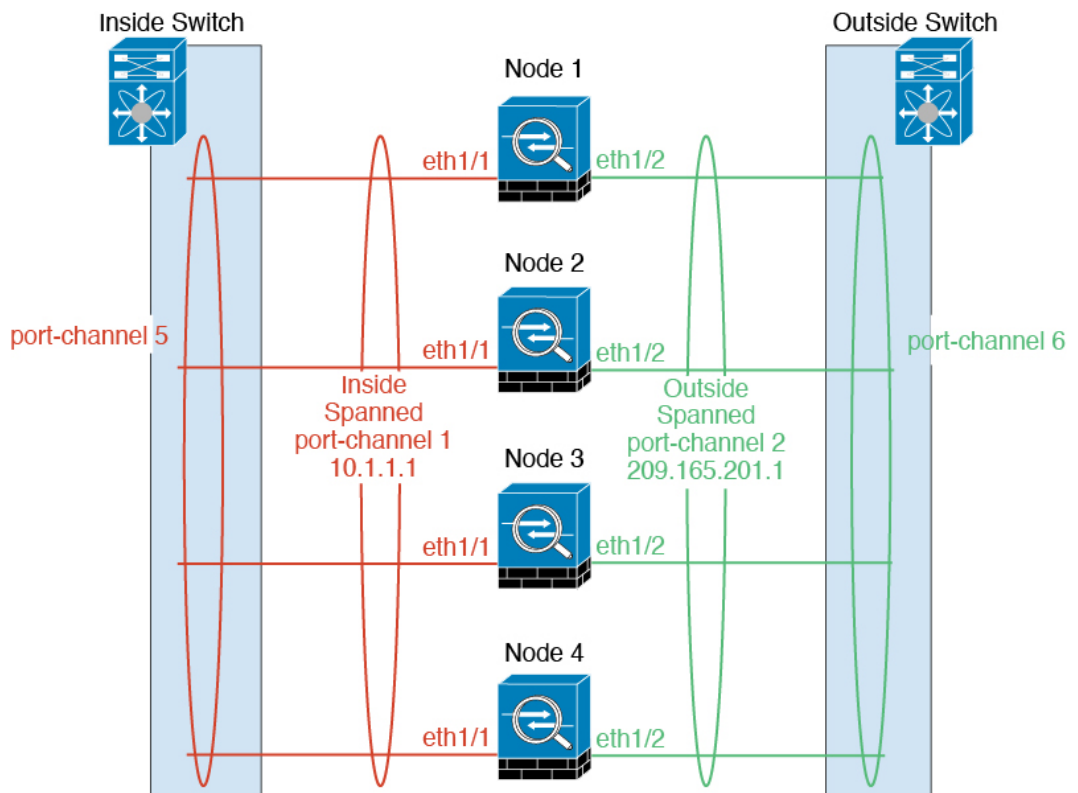 Inside Switch
Outside Switch
Node 1
eth1/1
eth1/2
Node 2
port-channel 5
port-channel 6
eth1/1
eth1/2
Inside
Spanned
port-channel 1
10.1.1.1
Outside
Spanned
port-channel 2
209.165.201.1
Node 3
eth1/1
eth1/2
Node 4
eth1/1
eth1/2